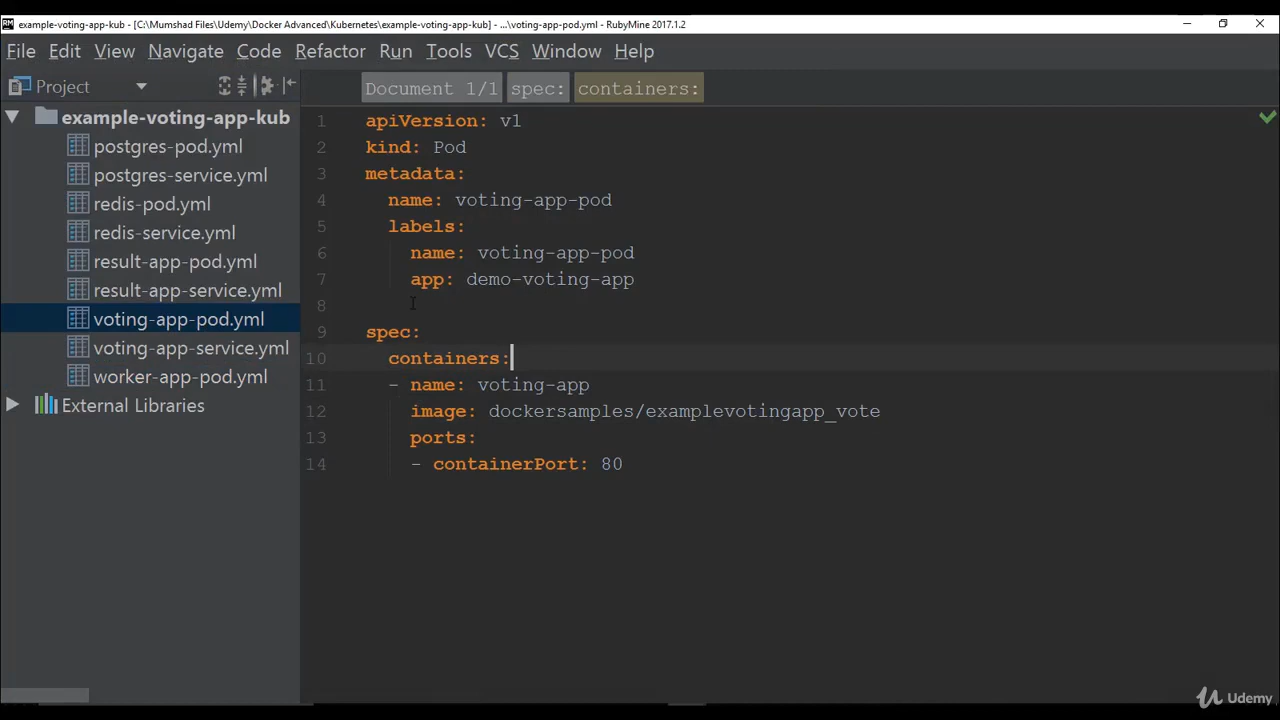 example-voting-app-kub - [C:\Mumshad Files\Udemy\Docker Advanced\Kubernetes\example-voting-app-kub] - ...\voting-app-pod.yml - RubyMine 2017.1.2
File Edit View Navigate Code Refactor Run Tools VCS Window Help
Project
Document 1/1 spec: containers:
example-voting-app-kub
postgres-pod.yml
postgres-service.yml
redis-pod.yml
redis-service.yml
result-app-pod.yml
result-app-service.yml
voting-app-pod.yml
voting-app-service.yml
worker-app-pod.yml
External Libraries
1 apiVersion: v1
2 kind: Pod
3 metadata:
4   name: voting-app-pod
5   labels:
6     name: voting-app-pod
7     app: demo-voting-app
8
9 spec:
10   containers:
11   - name: voting-app
12     image: dockersamples/examplevotingapp_vote
13     ports:
14     - containerPort: 80
Udemy